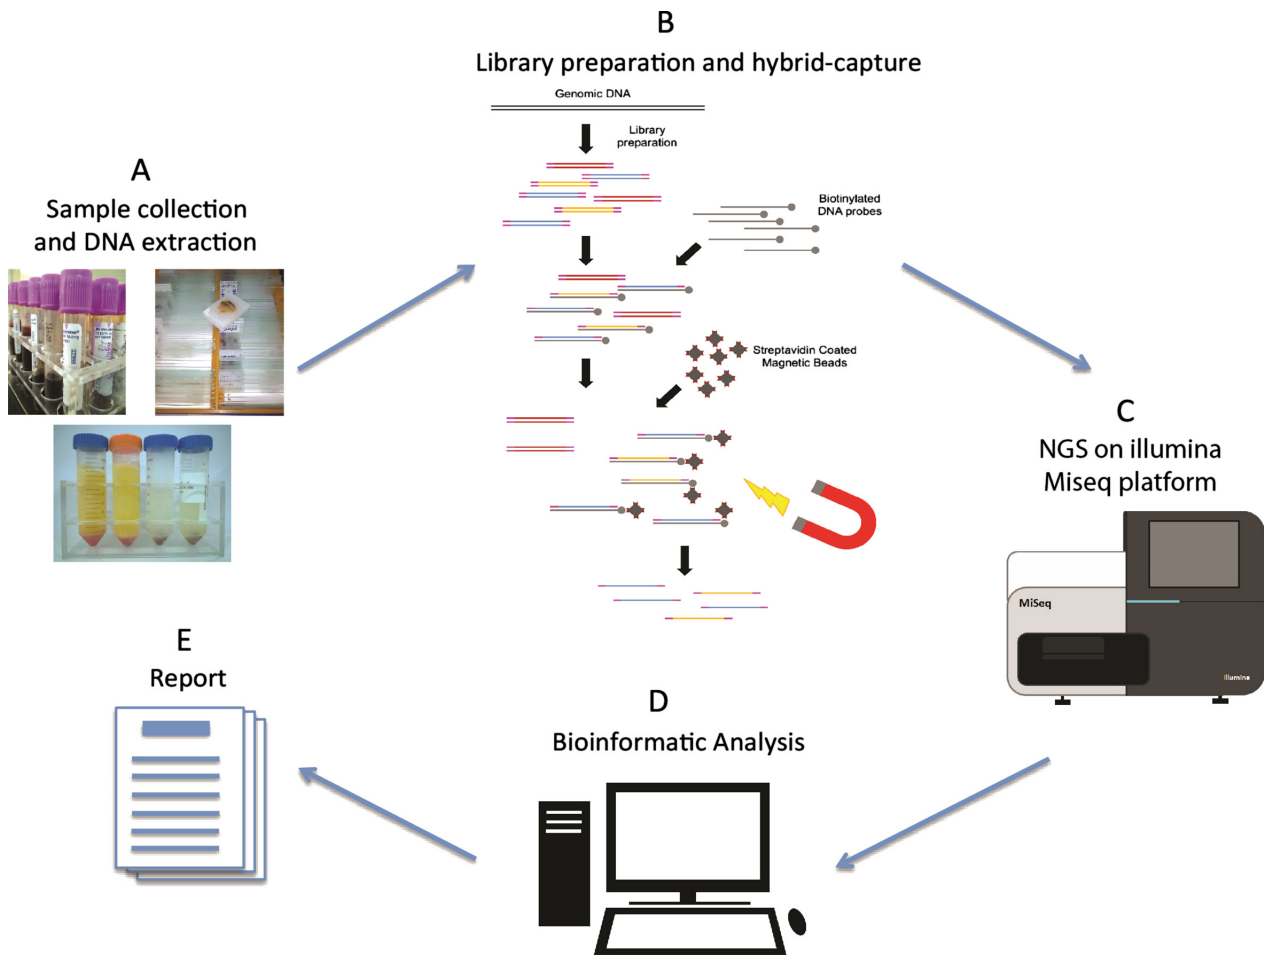 A
Sample collection
and DNA extraction
B
Library preparation and hybrid-capture
Genomic DNA
Library
preparation
Biotinylated
DNA probes
Streptavidin Coated
Magnetic Beads
C
NGS on illumina
Miseq platform
MiSeq
illumina
D
Bioinformatic Analysis
E
Report